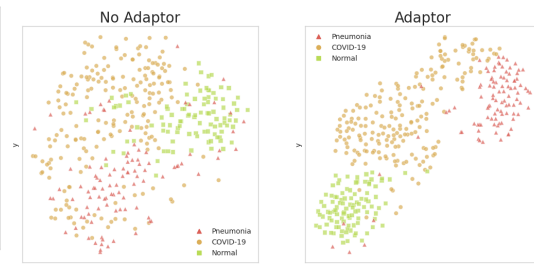 No Adaptor
y
Pneumonia
COVID-19
Normal
Adaptor
y
Pneumonia
COVID-19
Normal